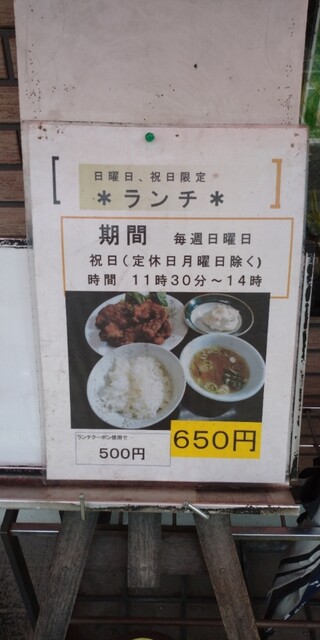 日曜日、祝日限定
＊ランチ＊
期間 毎週日曜日
祝日(定休日月曜日除く)
時間 11時30分～14時
650円
ランチクーポン使用で
500円